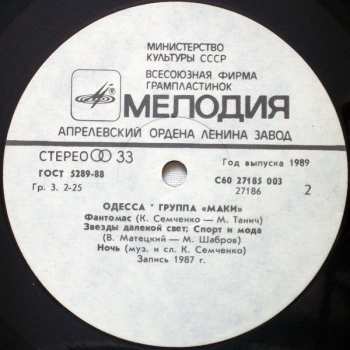 МИНИСТЕРСТВО
КУЛЬТУРЫ СССР
ВСЕСОЮЗНАЯ ФИРМА
ГРАМПЛАСТИНОК
МЕЛОДИЯ
АПРЕЛЕВСКИЙ ОРДЕНА ЛЕНИНА ЗАВОД
СТЕРЕО 33
Год выпуска 1989
ГОСТ 5289-88
С60 27185 003
Гр. 3. 2-25
27186
2
ОДЕССА * ГРУППА «МАКИ»
Фантомас (К. Семченко — М. Танич)
Звезды далекой свет; Спорт и мода
(В. Матецкий — М. Шабров)
Ночь (муз. и сл. К. Семченко)
Запись 1987 г.